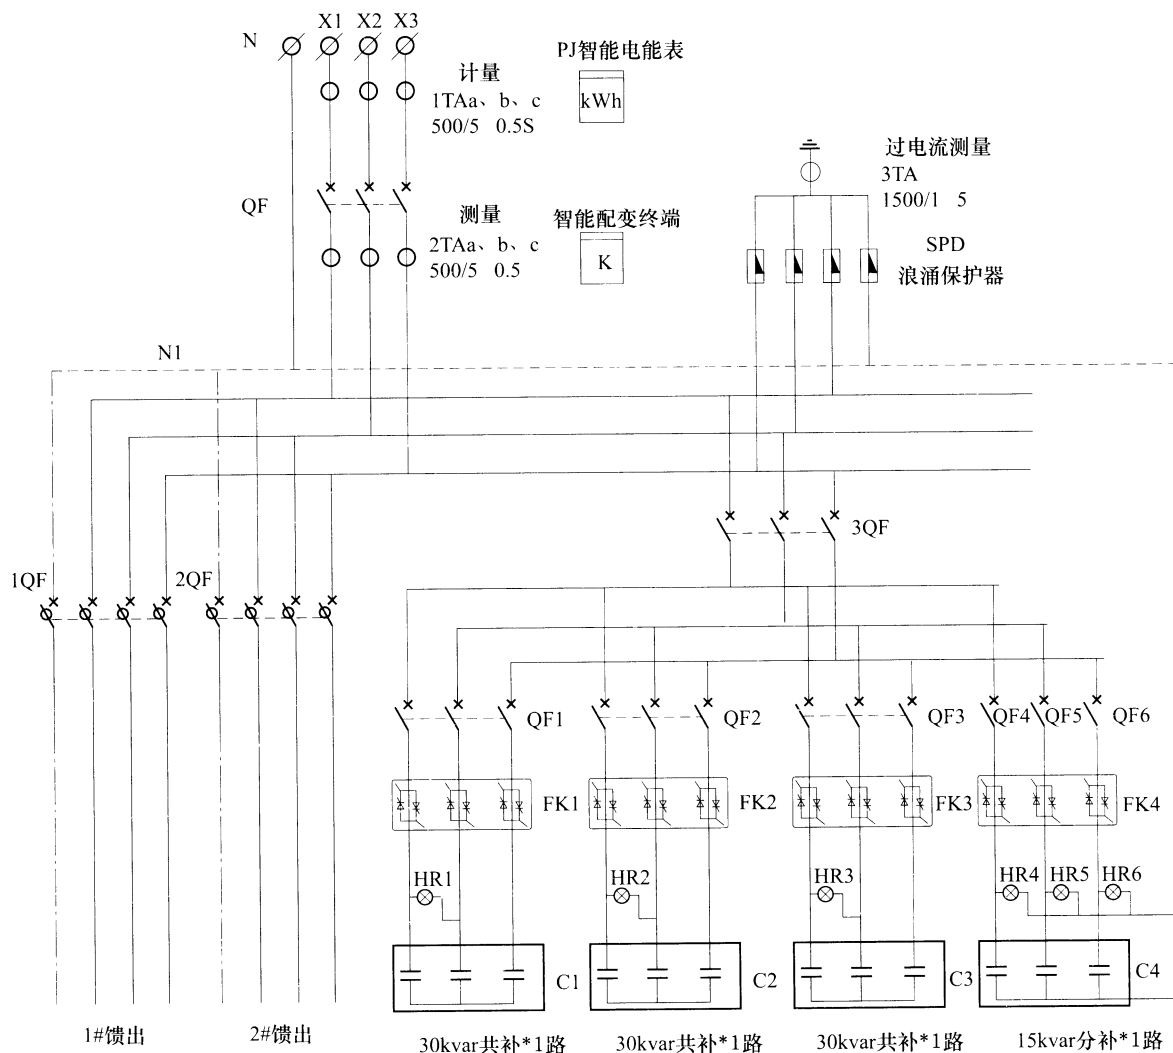 X1 X2 X3
N
PJ智能电能表
计量
1TAa、b、c
500/5 0.5S
kWh
过电流测量
3TA
1500/1 5
QF
测量
2TAa、b、c
500/5 0.5
智能配变终端
K
SPD
浪涌保护器
N1
3QF
1QF
2QF
QF1
QF2
QF3
QF4
QF5
QF6
FK1
FK2
FK3
FK4
HR1
HR2
HR3
HR4
HR5
HR6
C1
C2
C3
C4
1#馈出
2#馈出
30kvar共补*1路
30kvar共补*1路
30kvar共补*1路
15kvar分补*1路